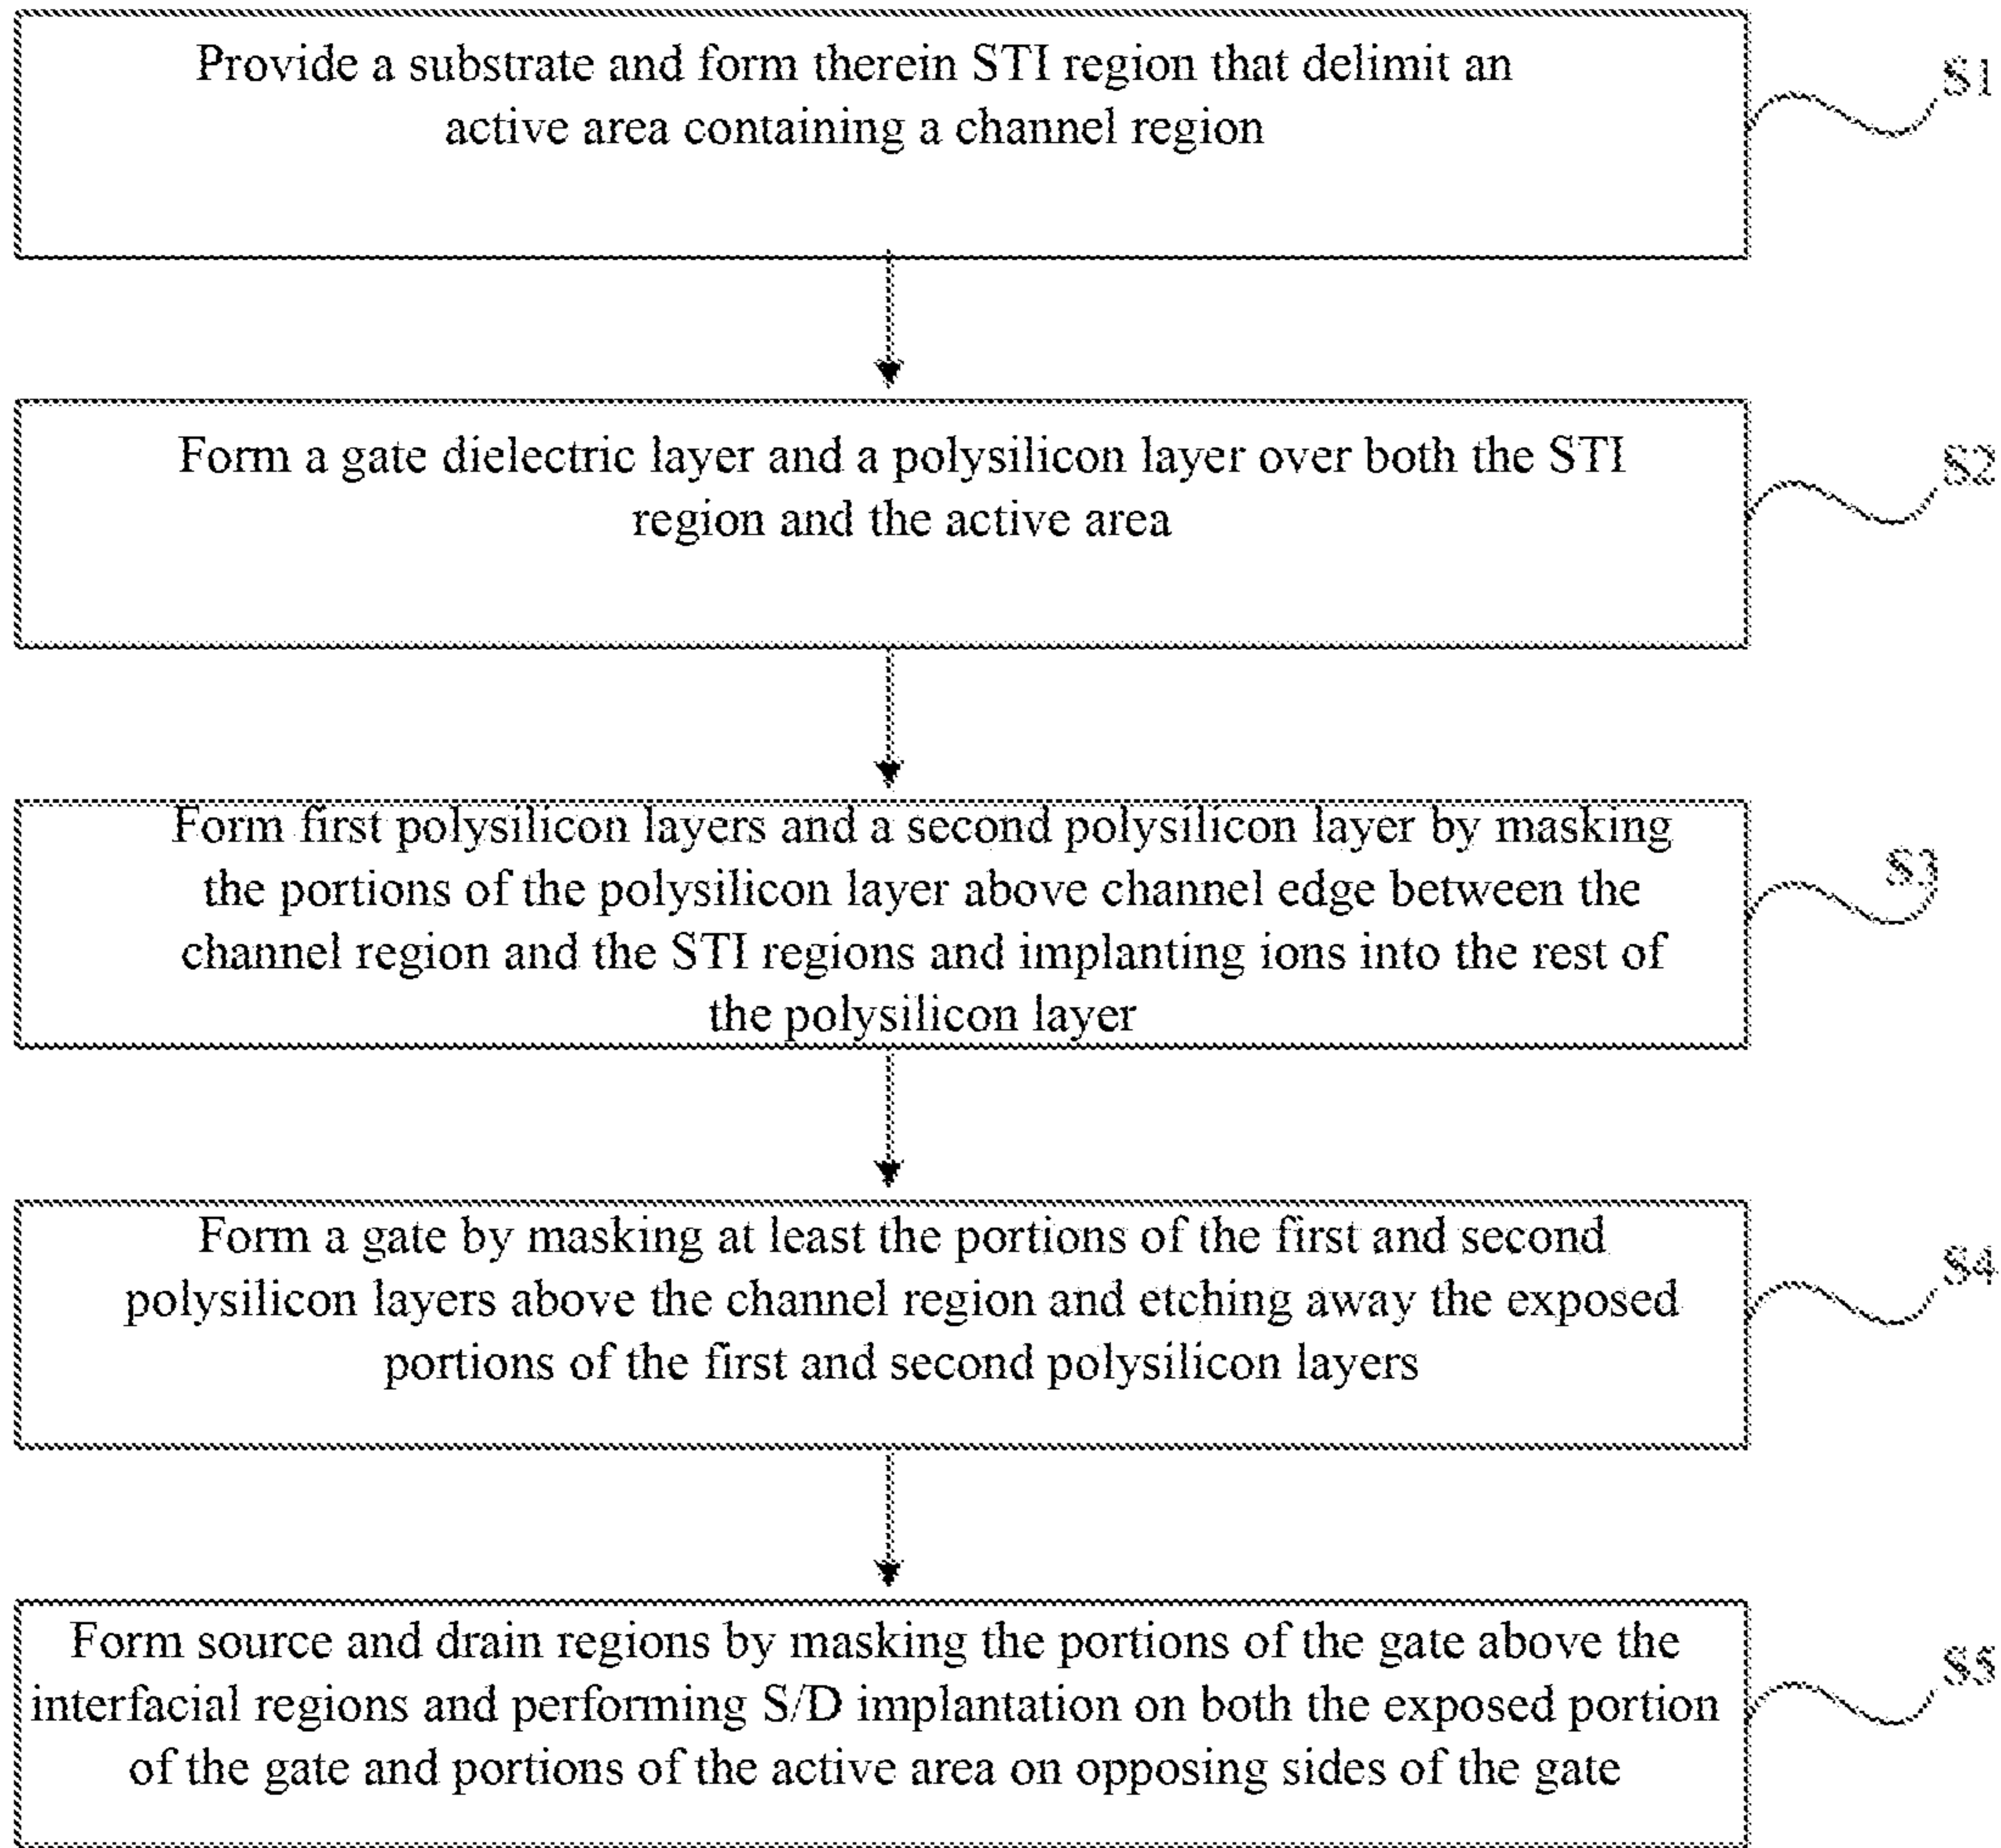 Provide a substrate and form therein STI region that delimit an
active area containing a channel region
S1
Form a gate dielectric layer and a polysilicon layer over both the STI
region and the active area
S2
Form first polysilicon layers and a second polysilicon layer by masking
the portions of the polysilicon layer above channel edge between the
channel region and the STI regions and implanting ions into the rest of
the polysilicon layer
S3
Form a gate by masking at least the portions of the first and second
polysilicon layers above the channel region and etching away the exposed
portions of the first and second polysilicon layers
S4
Form source and drain regions by masking the portions of the gate above the
interfacial regions and performing S/D implantation on both the exposed portion
of the gate and portions of the active area on opposing sides of the gate
S5